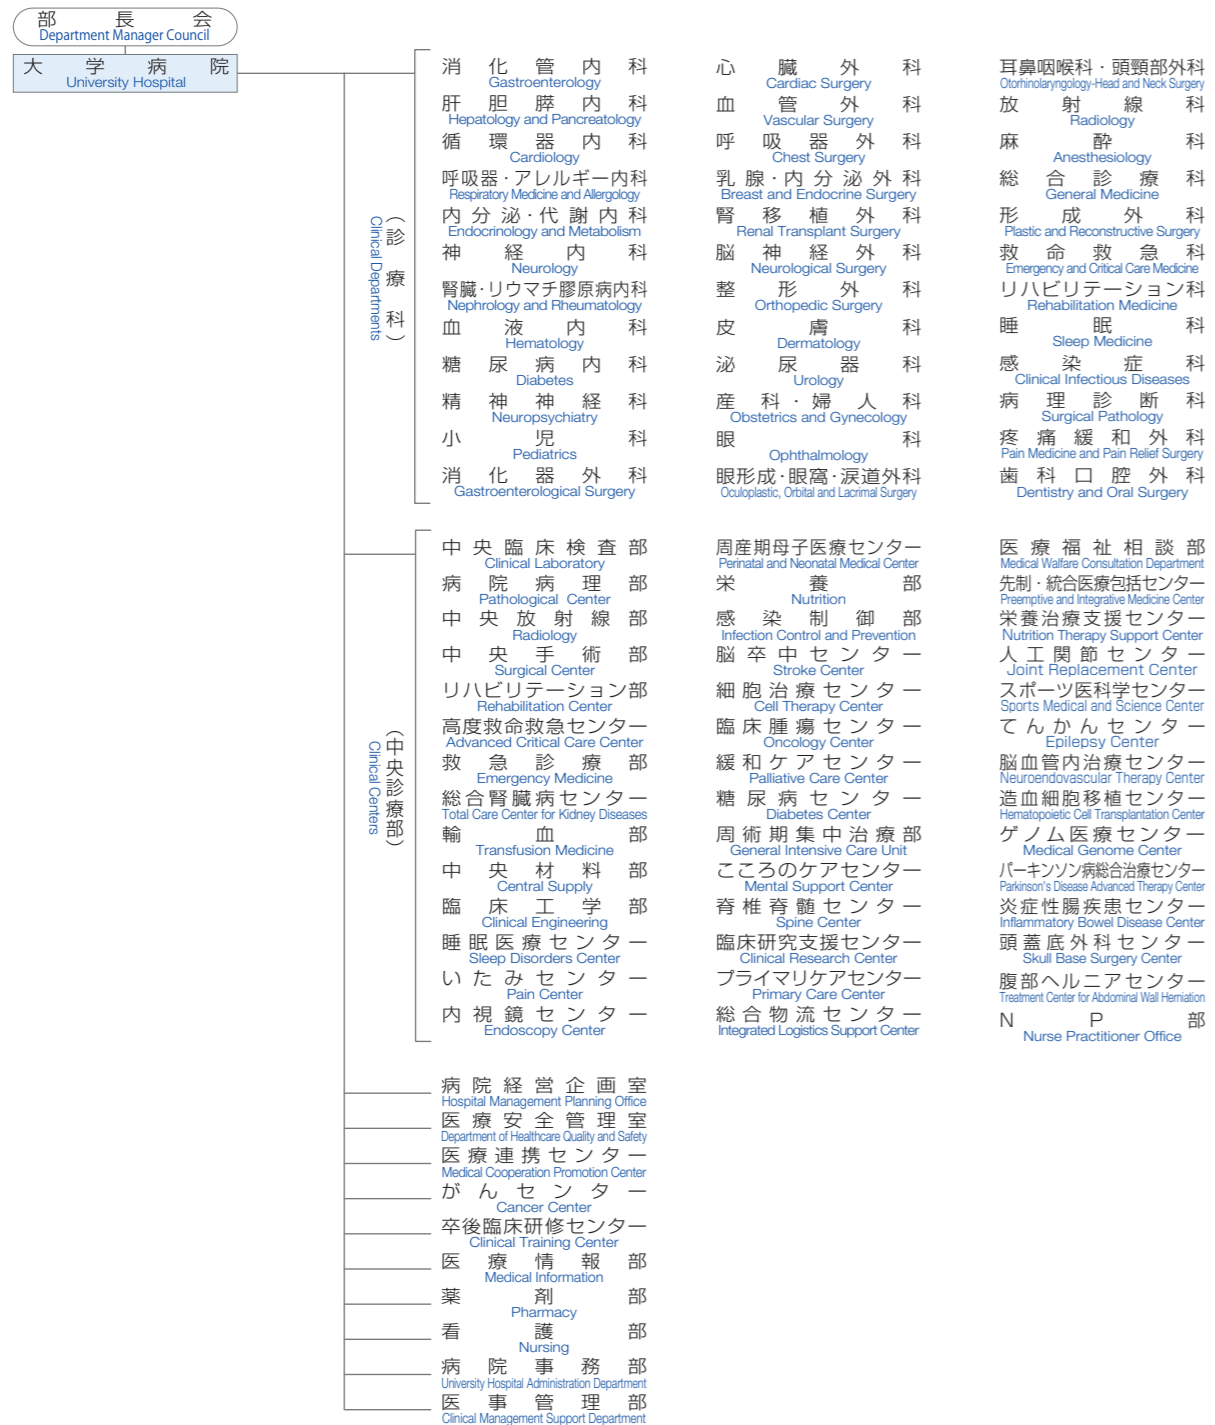 部長会
Department Manager Council
大学病院
University Hospital
(診療科)
Clinical Departments
消化管内科
Gastroenterology
肝胆膵内科
Hepatology and Pancreatology
循環器内科
Cardiology
呼吸器・アレルギー内科
Respiratory Medicine and Allergology
内分泌・代謝内科
Endocrinology and Metabolism
神経内科
Neurology
腎臓・リウマチ膠原病内科
Nephrology and Rheumatology
血液内科
Hematology
糖尿病内科
Diabetes
精神神経科
Neuropsychiatry
小児科
Pediatrics
消化器外科
Gastroenterological Surgery
心臓外科
Cardiac Surgery
血管外科
Vascular Surgery
呼吸器外科
Chest Surgery
乳腺・内分泌外科
Breast and Endocrine Surgery
腎移植外科
Renal Transplant Surgery
脳神経外科
Neurological Surgery
整形外科
Orthopedic Surgery
皮膚科
Dermatology
泌尿器科
Urology
産科・婦人科
Obstetrics and Gynecology
眼科
Ophthalmology
眼形成・眼窩・涙道外科
Oculoplastic, Orbital and Lacrimal Surgery
耳鼻咽喉科・頭頸部外科
Otorhinolaryngology-Head and Neck Surgery
放射線科
Radiology
麻酔科
Anesthesiology
総合診療科
General Medicine
形成外科
Plastic and Reconstructive Surgery
救命救急科
Emergency and Critical Care Medicine
リハビリテーション科
Rehabilitation Medicine
睡眠科
Sleep Medicine
感染症科
Clinical Infectious Diseases
病理診断科
Surgical Pathology
疼痛緩和外科
Pain Medicine and Pain Relief Surgery
歯科口腔外科
Dentistry and Oral Surgery
(中央診療部)
Clinical Centers
中央臨床検査部
Clinical Laboratory
病院病理部
Pathological Center
中央放射線部
Radiology
中央手術部
Surgical Center
リハビリテーション部
Rehabilitation Center
高度救命救急センター
Advanced Critical Care Center
救急診療部
Emergency Medicine
総合腎臓病センター
Total Care Center for Kidney Diseases
輸血部
Transfusion Medicine
中央材料部
Central Supply
臨床工学部
Clinical Engineering
睡眠医療センター
Sleep Disorders Center
いたみセンター
Pain Center
内視鏡センター
Endoscopy Center
周産期母子医療センター
Perinatal and Neonatal Medical Center
栄養部
Nutrition
感染制御部
Infection Control and Prevention
脳卒中センター
Stroke Center
細胞治療センター
Cell Therapy Center
臨床腫瘍センター
Oncology Center
緩和ケアセンター
Palliative Care Center
糖尿病センター
Diabetes Center
周術期集中治療部
General Intensive Care Unit
こころのケアセンター
Mental Support Center
脊椎脊髄センター
Spine Center
臨床研究支援センター
Clinical Research Center
プライマリケアセンター
Primary Care Center
総合物流センター
Integrated Logistics Support Center
医療福祉相談部
Medical Walfare Consultation Department
先制・統合医療包括センター
Preemptive and Integrative Medicine Center
栄養治療支援センター
Nutrition Therapy Support Center
人工関節センター
Joint Replacement Center
スポーツ医科学センター
Sports Medical and Science Center
てんかんセンター
Epilepsy Center
脳血管内治療センター
Neuroendovascular Therapy Center
造血細胞移植センター
Hematopoietic Cell Transplantation Center
ゲノム医療センター
Medical Genome Center
パーキンソン病総合治療センター
Parkinson's Disease Advanced Therapy Center
炎症性腸疾患センター
Inflammatory Bowel Disease Center
頭蓋底外科センター
Skull Base Surgery Center
腹部ヘルニアセンター
Treatment Center for Abdominal Wall Herniation
NP部
Nurse Practitioner Office
病院経営企画室
Hospital Management Planning Office
医療安全管理室
Department of Healthcare Quality and Safety
医療連携センター
Medical Cooperation Promotion Center
がんセンター
Cancer Center
卒後臨床研修センター
Clinical Training Center
医療情報部
Medical Information
薬剤部
Pharmacy
看護部
Nursing
病院事務部
University Hospital Administration Department
医事管理部
Clinical Management Support Department